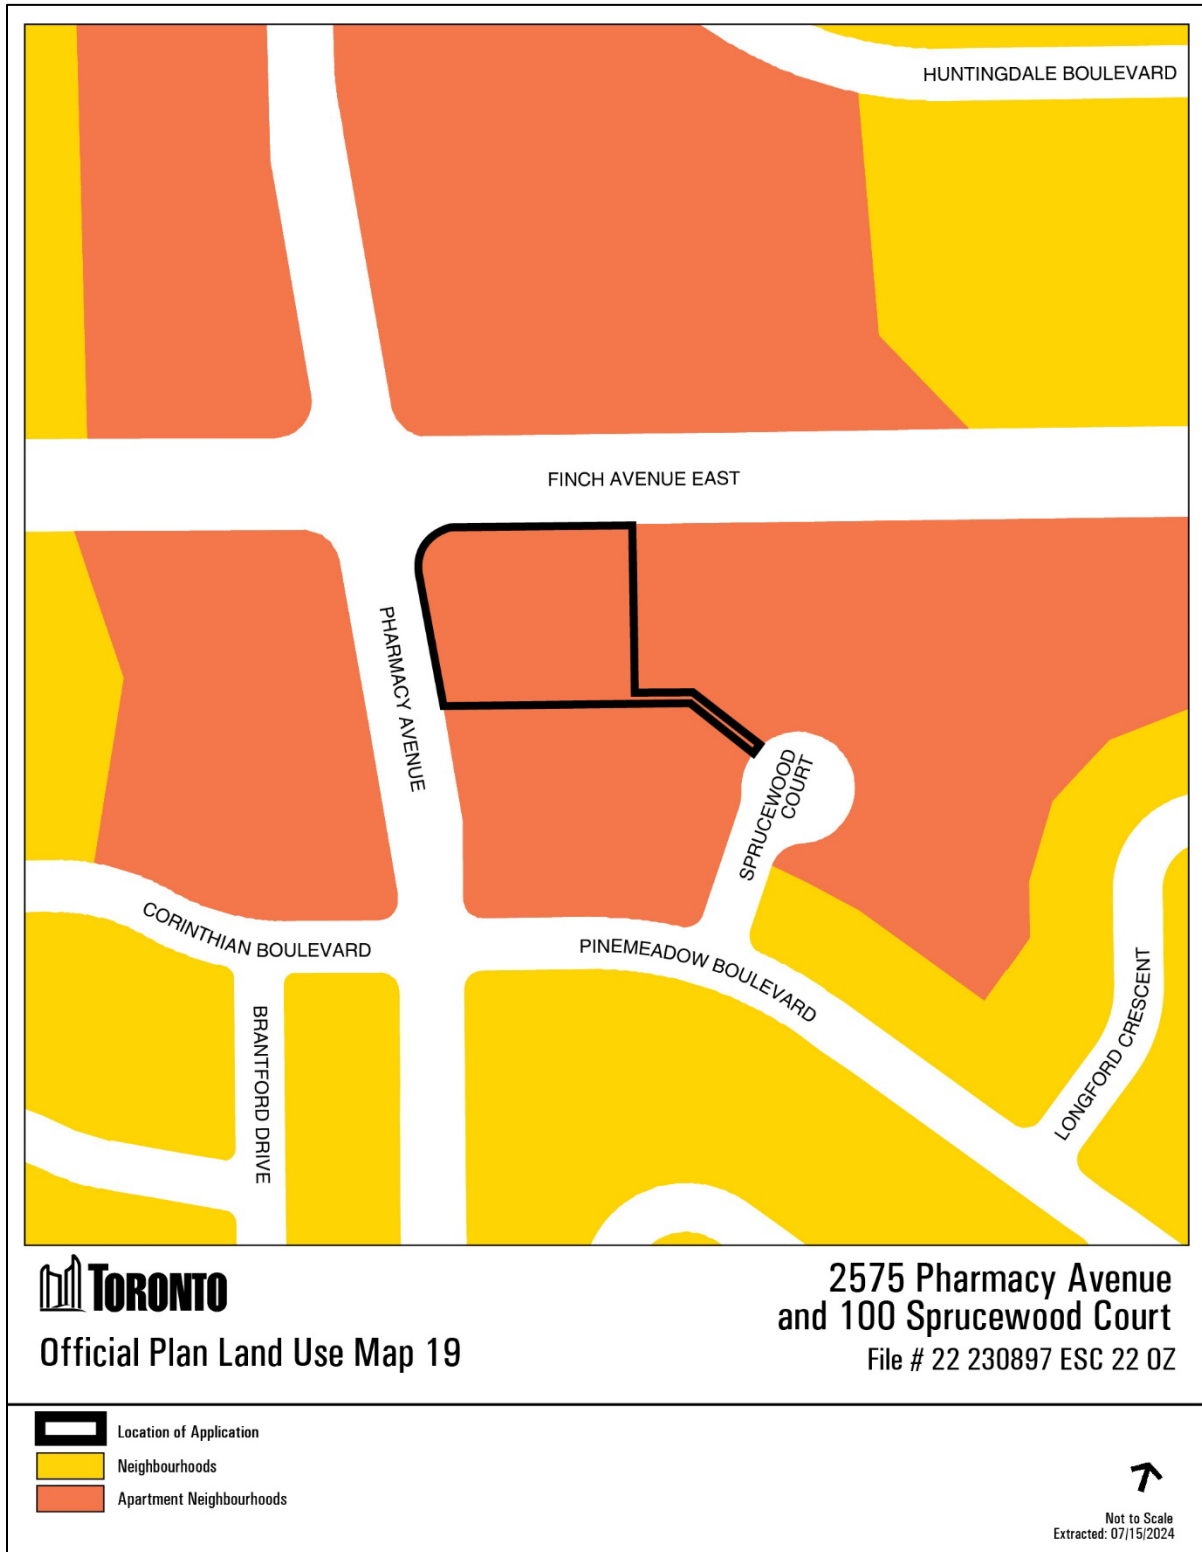 HUNTINGDALE BOULEVARD
FINCH AVENUE EAST
PHARMACY AVENUE
SPRUCEWOOD
COURT
CORINTHIAN BOULEVARD
PINEMEADOW BOULEVARD
BRANTFORD DRIVE
LONGFORD CRESCENT
TORONTO
Official Plan Land Use Map 19
2575 Pharmacy Avenue
and 100 Sprucewood Court
File # 22 230897 ESC 22 OZ
Location of Application
Neighbourhoods
Apartment Neighbourhoods
Not to Scale
Extracted: 07/15/2024